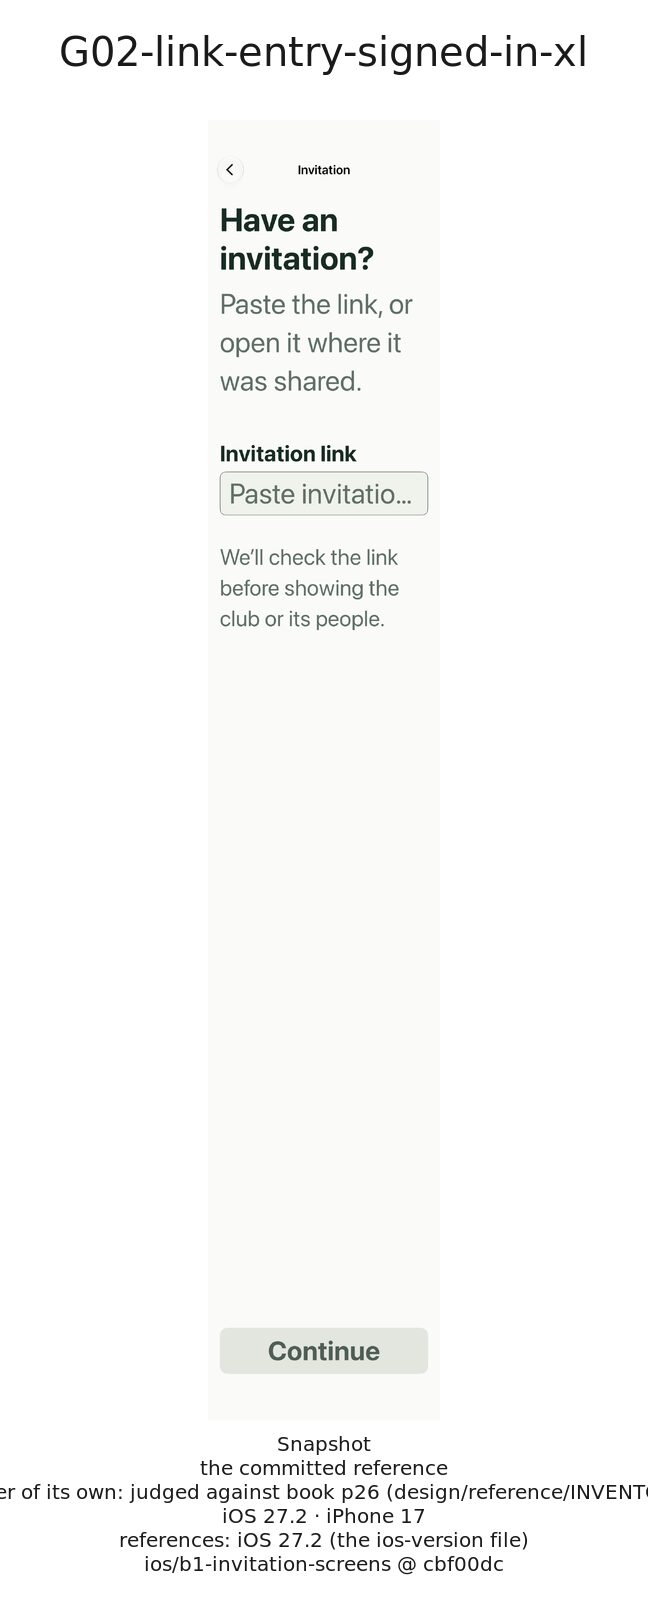 G02-link-entry-signed-in-xl
Invitation
Have an
invitation?
Paste the link, or
open it where it
was shared.
Invitation link
Paste invitatio...
We'll check the link
before showing the
club or its people.
Continue
Snapshot
the committed reference
er of its own: judged against book p26 (design/reference/INVENT
iOS 27.2 · iPhone 17
references: iOS 27.2 (the ios-version file)
ios/b1-invitation-screens @ cbf00dc